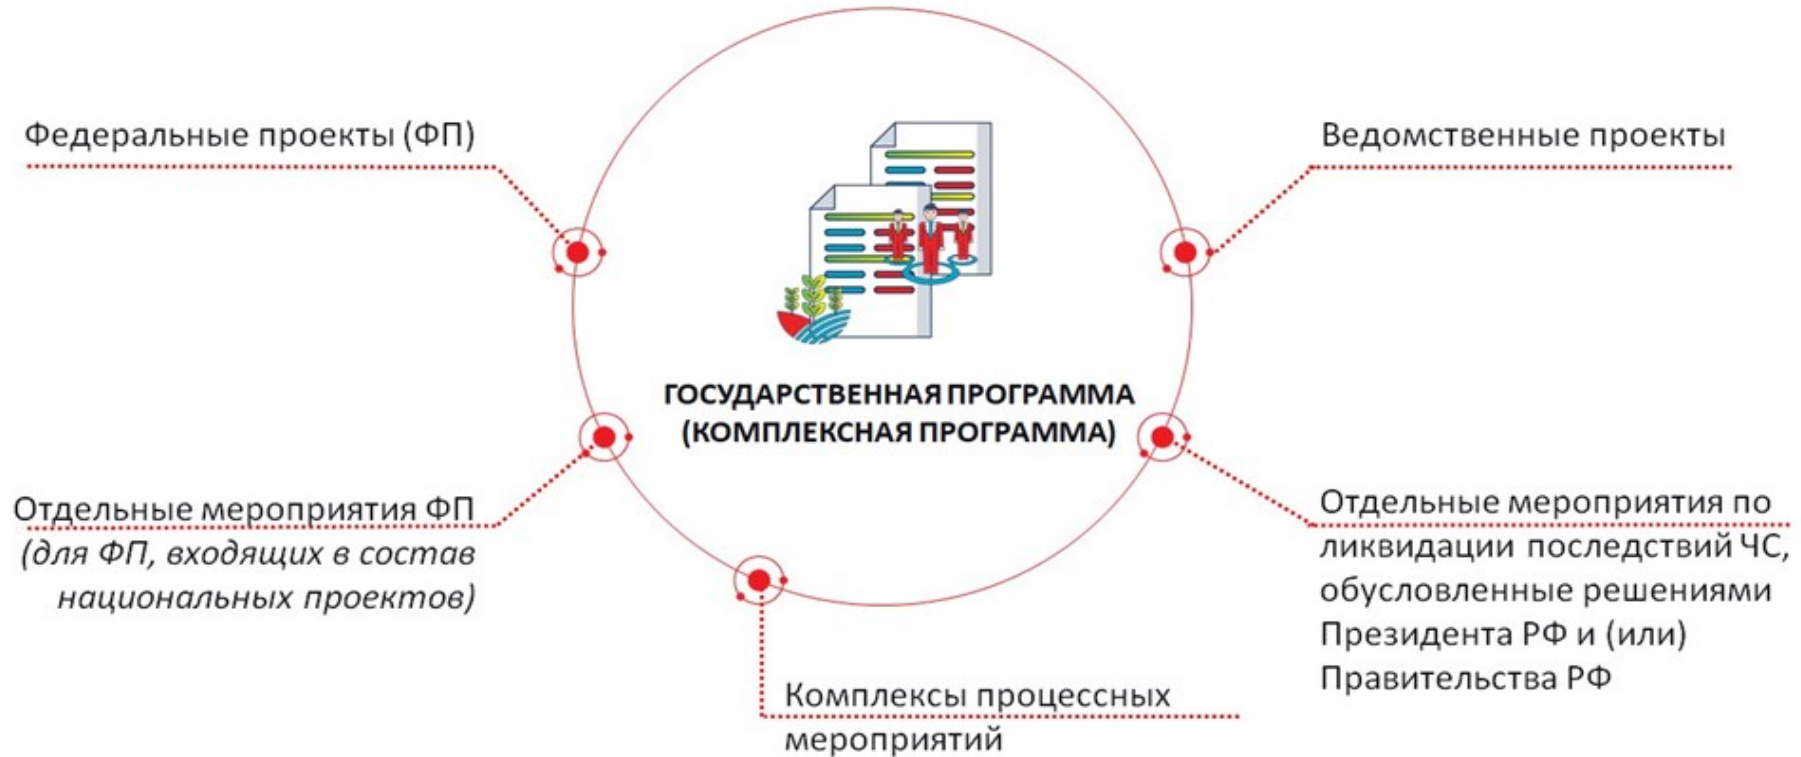 Федеральные проекты (ФП)
Ведомственные проекты
ГОСУДАРСТВЕННАЯ ПРОГРАММА
(КОМПЛЕКСНАЯ ПРОГРАММА)
Отдельные мероприятия ФП
(для ФП, входящих в состав
национальных проектов)
Отдельные мероприятия по
ликвидации последствий ЧС,
обусловленные решениями
Президента РФ и (или)
Правительства РФ
Комплексы процессных
мероприятий